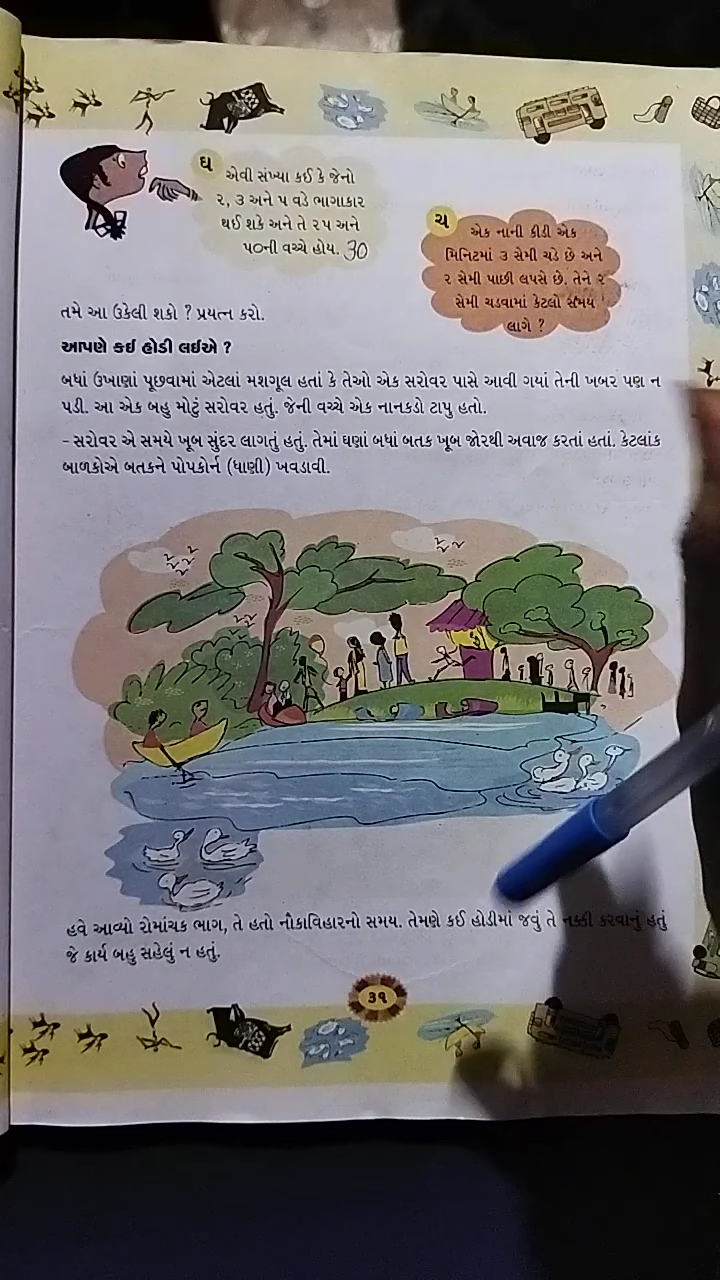 ઘ
એવી સંખ્યા કઈ કે જેનો
૨, ૩ અને ૫ વડે ભાગાકાર
થઈ શકે અને તે ૨૫ અને
૫૦ની વચ્ચે હોય. 30
ચ
એક નાની કીડી એક
મિનિટમાં ૩ સેમી ચડે છે અને
૨ સેમી પાછી લપસે છે. તેને ૨
સેમી ચડવામાં કેટલો સમય
લાગે ?
તમે આ ઉકેલી શકો ? પ્રયત્ન કરો.
આપણે કઈ હોડી લઈએ ?
બધાં ઉખાણાં પૂછવામાં એટલાં મશગૂલ હતાં કે તેઓ એક સરોવર પાસે આવી ગયાં તેની ખબર પણ ન
પડી. આ એક બહુ મોટું સરોવર હતું. જેની વચ્ચે એક નાનકડો ટાપુ હતો.
– સરોવર એ સમયે ખૂબ સુંદર લાગતું હતું. તેમાં ઘણાં બધાં બતક ખૂબ જોરથી અવાજ કરતાં હતાં. કેટલાંક
બાળકોએ બતકને પોપકોર્ન (ધાણી) ખવડાવી.
હવે આવ્યો રોમાંચક ભાગ, તે હતો નૌકાવિહારનો સમય. તેમણે કઈ હોડીમાં જવું તે નક્કી કરવાનું હતું
જે કાર્ય બહુ સહેલું ન હતું.
૩૧